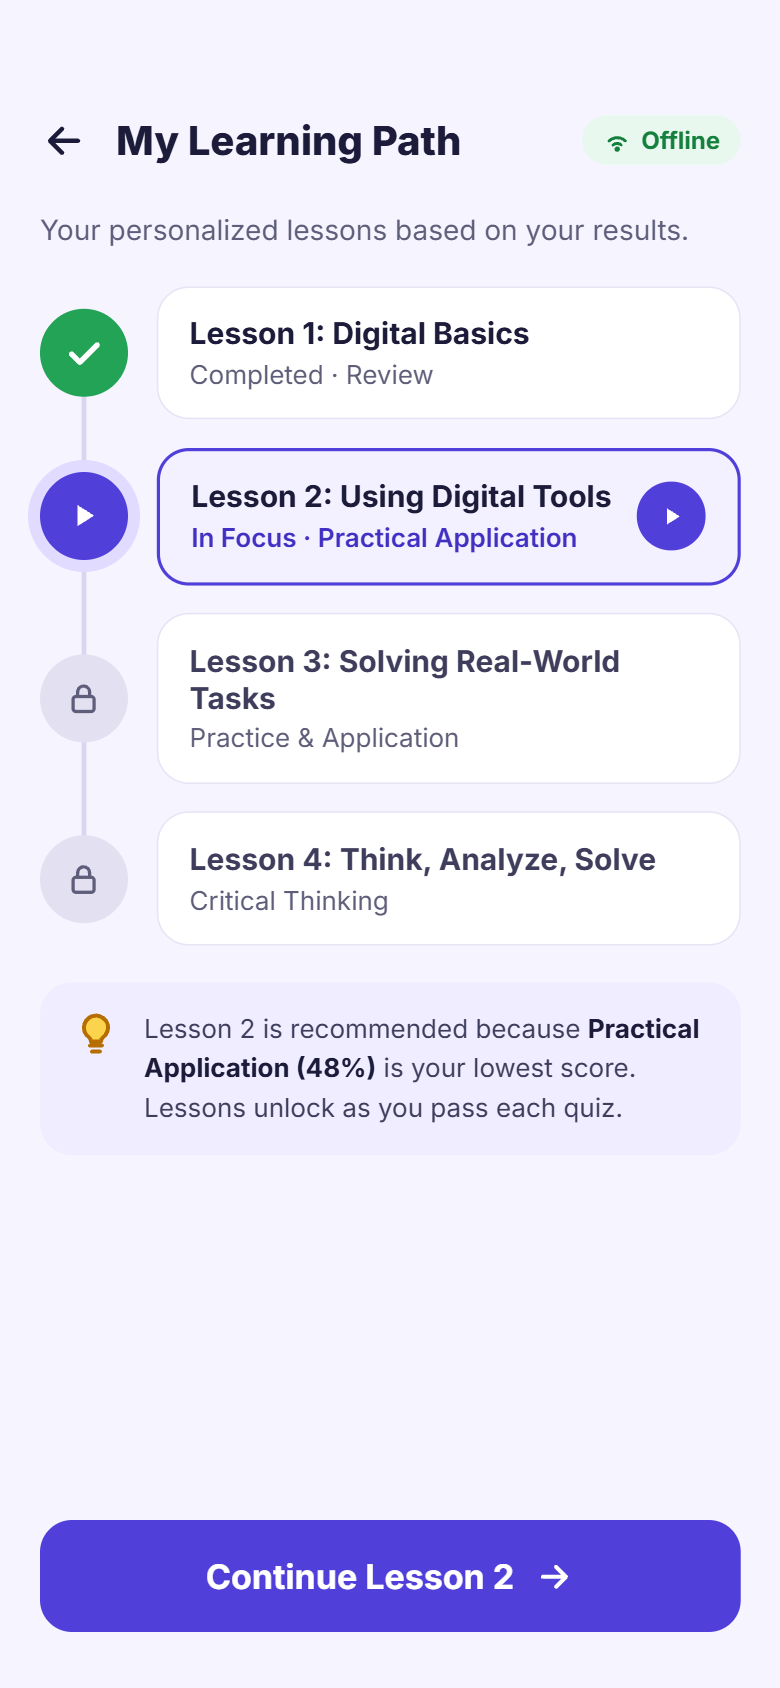 My Learning Path
Offline
Your personalized lessons based on your results.
Lesson 1: Digital Basics
Completed · Review
Lesson 2: Using Digital Tools
In Focus · Practical Application
Lesson 3: Solving Real-World
Tasks
Practice & Application
Lesson 4: Think, Analyze, Solve
Critical Thinking
Lesson 2 is recommended because Practical
Application (48%) is your lowest score.
Lessons unlock as you pass each quiz.
Continue Lesson 2